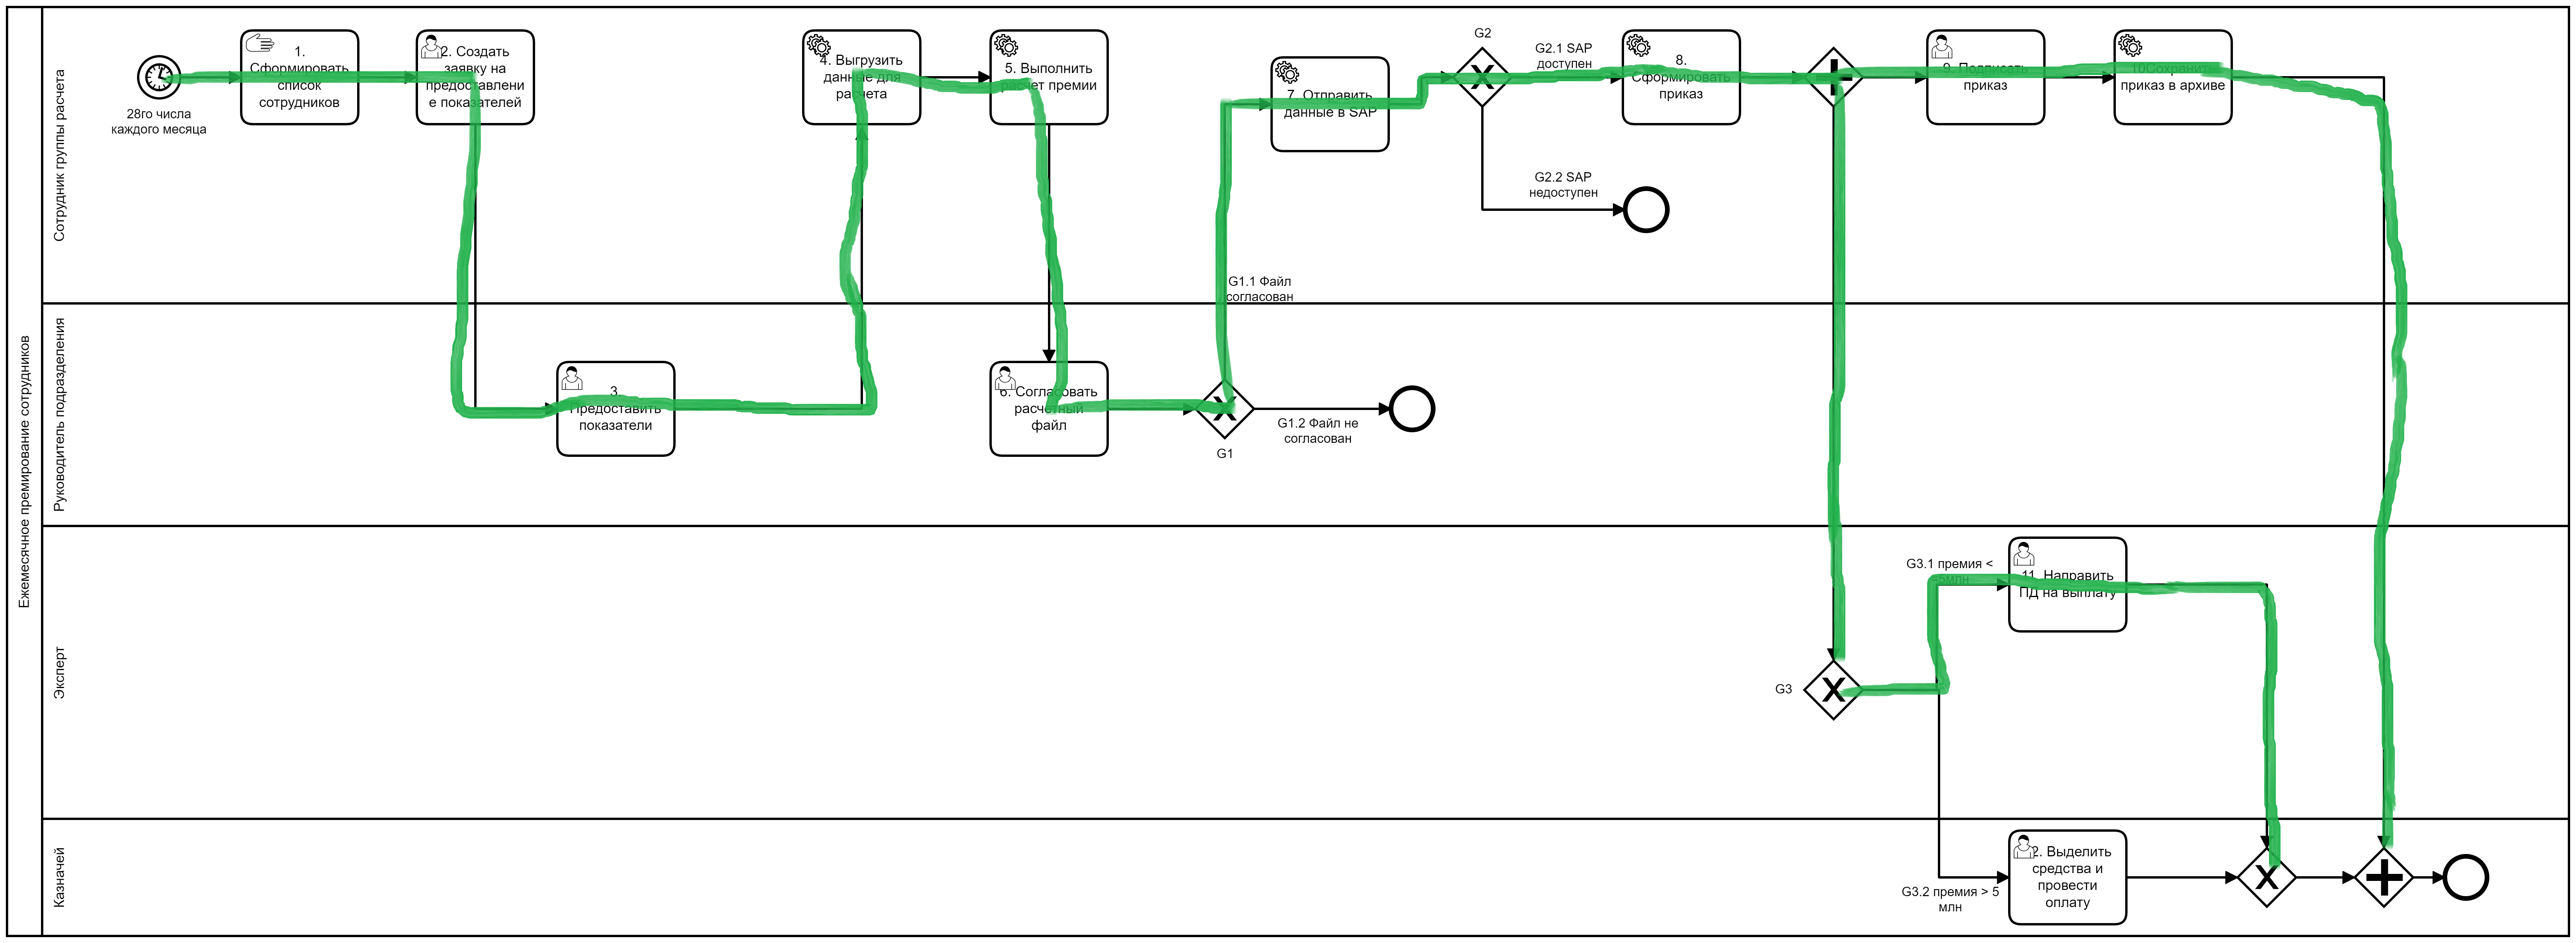 Ежемесячное премирование сотрудников
Сотрудник группы расчета
28го числа
каждого месяца
1.
Сформировать
список
сотрудников
2. Создать
заявку на
предоставлени
е показателей
4. Выгрузить
данные для
расчета
5. Выполнить
расчет премии
7. Отправить
данные в SAP
G2
G2.1 SAP
доступен
G2.2 SAP
недоступен
8.
Сформировать
приказ
9. Подписать
приказ
10Сохранить
приказ в архиве
G1.1 Файл
согласован
Руководитель подразделения
3.
Предоставить
показатели
6. Согласовать
расчетный
файл
G1
G1.2 Файл не
согласован
Эксперт
G3
G3.1 премия <
=5млн
11. Направить
ПД на выплату
Казначей
G3.2 премия > 5
млн
2. Выделить
средства и
провести
оплату